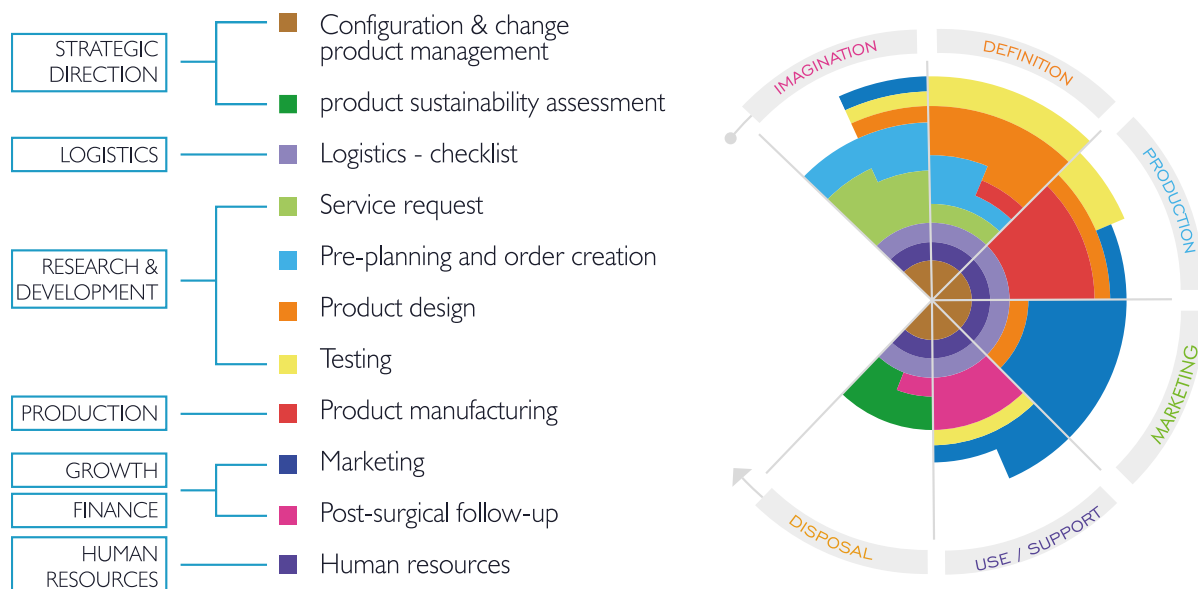 STRATEGIC
DIRECTION
LOGISTICS
RESEARCH &
DEVELOPMENT
PRODUCTION
GROWTH
FINANCE
HUMAN
RESOURCES
Configuration & change
product management
product sustainability assessment
Logistics - checklist
Service request
Pre-planning and order creation
Product design
Testing
Product manufacturing
Marketing
Post-surgical follow-up
Human resources
IMAGINATION
DEFINITION
PRODUCTION
MARKETING
USE / SUPPORT
DISPOSAL